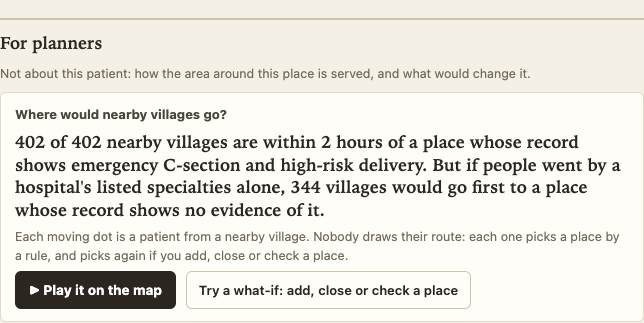 For planners
Not about this patient: how the area around this place is served, and what would change it.
Where would nearby villages go?
402 of 402 nearby villages are within 2 hours of a place whose record
shows emergency C-section and high-risk delivery. But if people went by a
hospital's listed specialties alone, 344 villages would go first to a place
whose record shows no evidence of it.
Each moving dot is a patient from a nearby village. Nobody draws their route: each one picks a place by
a rule, and picks again if you add, close or check a place.
▶ Play it on the map
Try a what-if: add, close or check a place